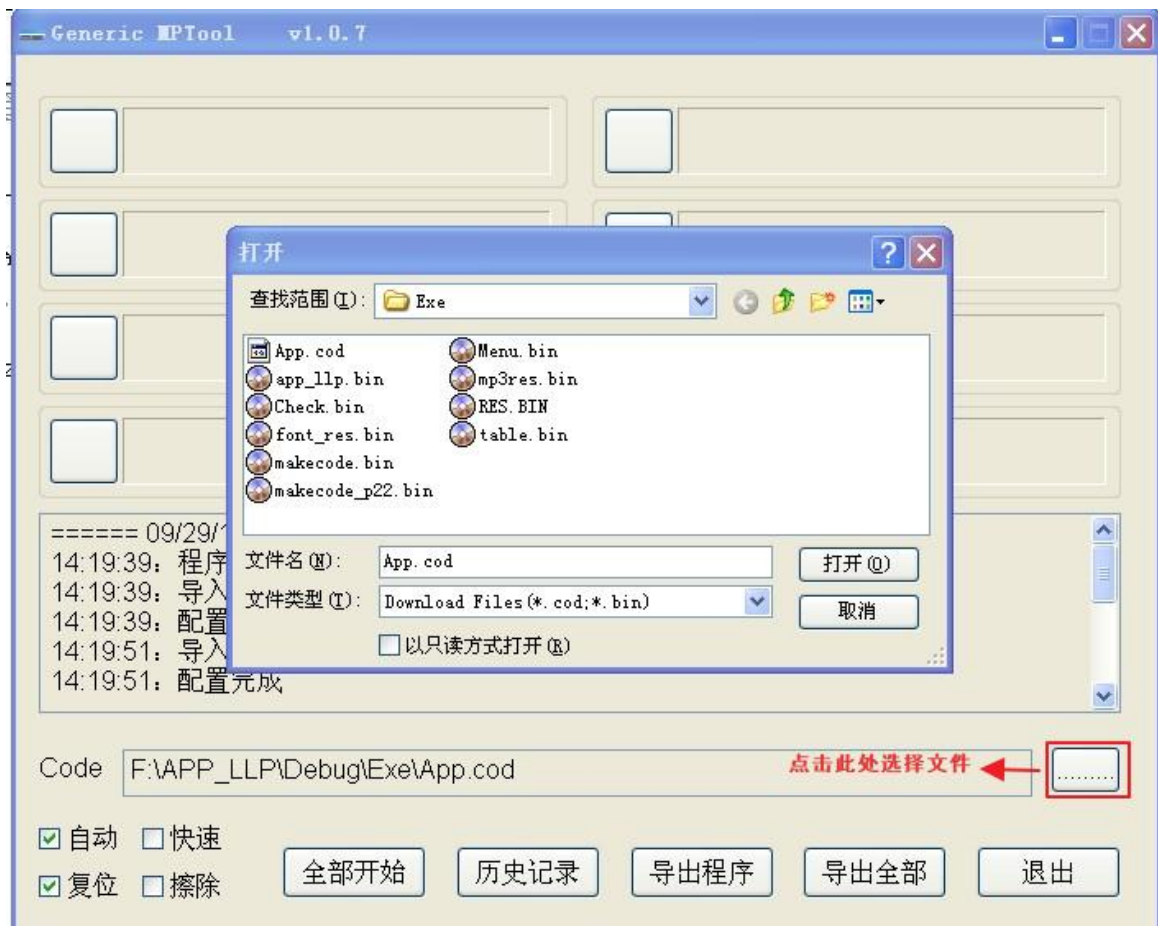 Generic MPTool v1.0.7
打开
查找范围(I): Exe
App.cod
app_llp.bin
Check.bin
font_res.bin
makecode.bin
makecode_p22.bin
Menu.bin
mp3res.bin
RES.BIN
table.bin
文件名(N): App.cod 打开(O)
文件类型(T): Download Files(*.cod;*.bin) 取消
以只读方式打开(R)
====== 09/29/
14:19:39：程序
14:19:39：导入
14:19:39：配置
14:19:51：导入
14:19:51：配置完成
Code F:\APP_LLP\Debug\Exe\App.cod 点击此处选择文件 .........
自动 快速
复位 擦除
全部开始 历史记录 导出程序 导出全部 退出